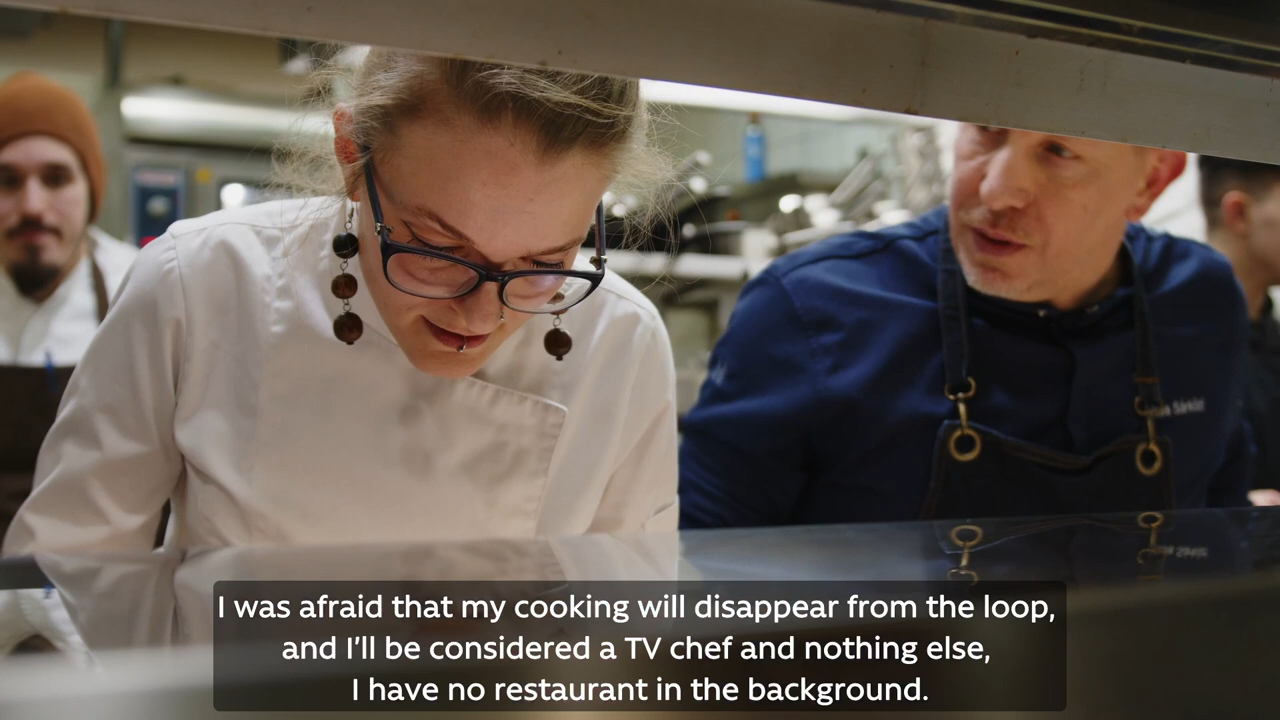 I was afraid that my cooking will disappear from the loop,
and I'll be considered a TV chef and nothing else,
I have no restaurant in the background.